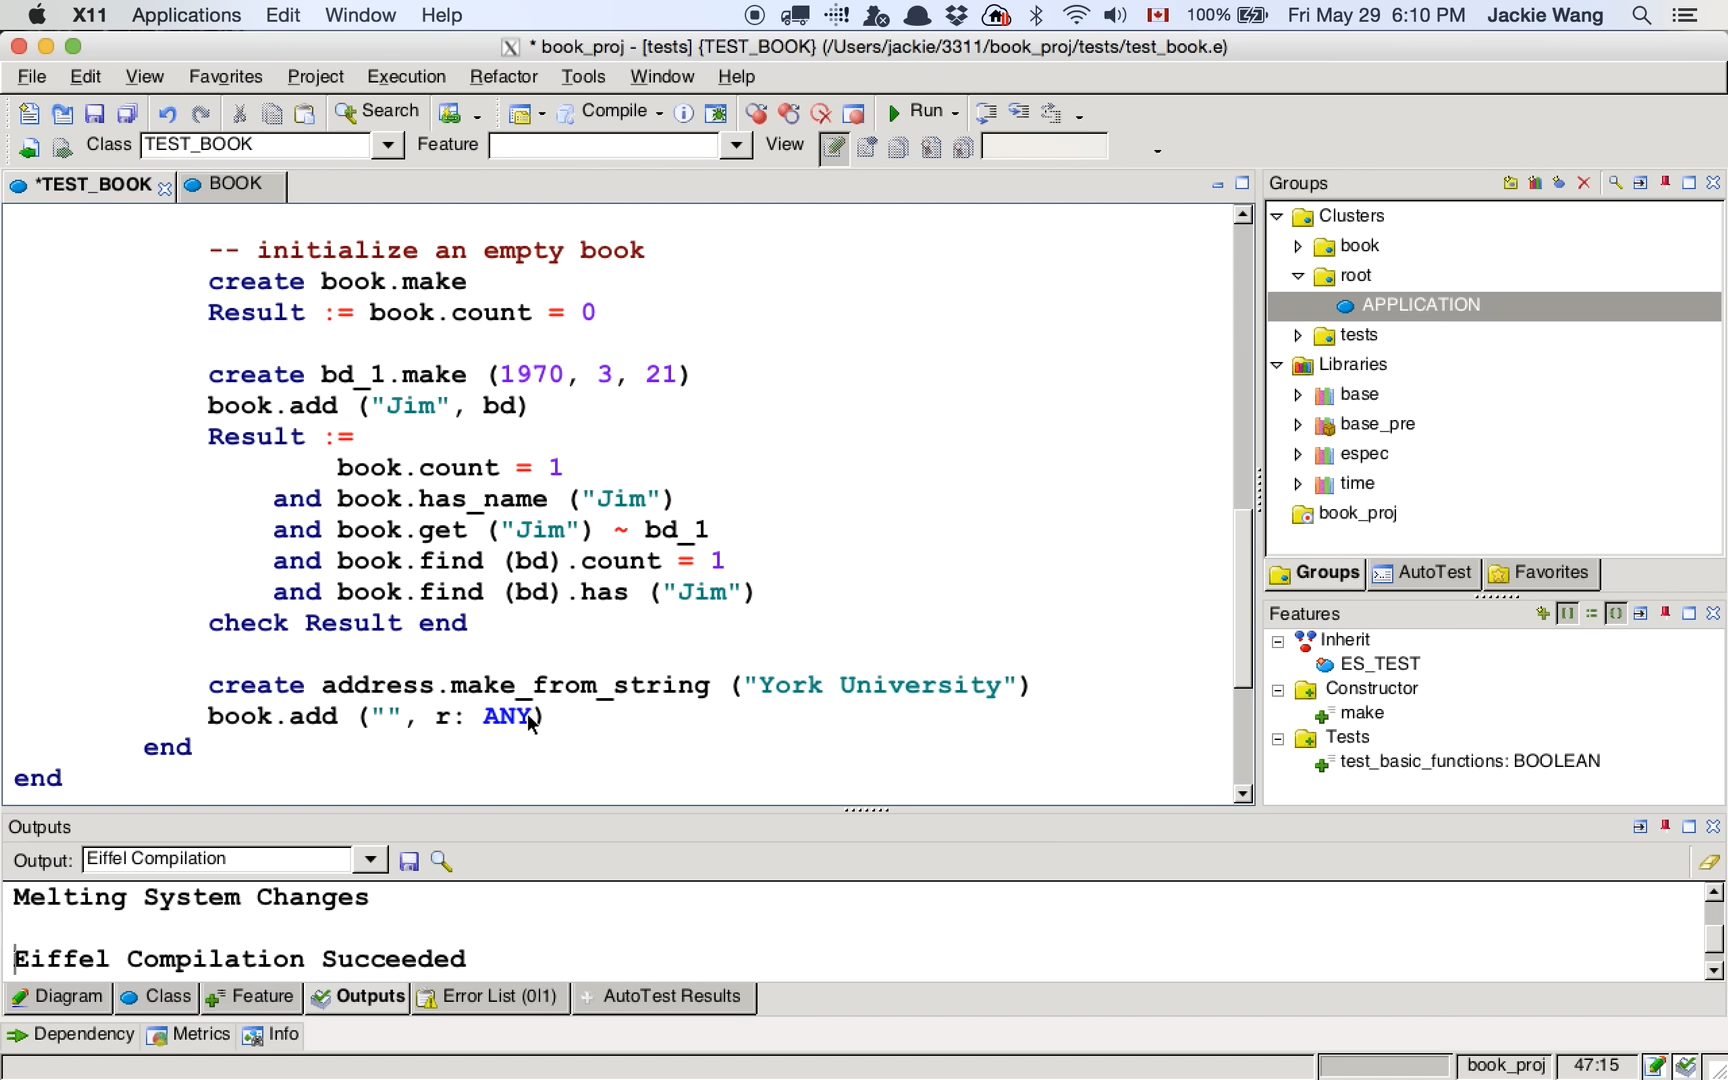 X11 Applications Edit Window Help 100% Fri May 29 6:10 PM Jackie Wang
* book_proj - [tests] {TEST_BOOK} (/Users/jackie/3311/book_proj/tests/test_book.e)
File Edit View Favorites Project Execution Refactor Tools Window Help
Search Compile Run
Class TEST_BOOK Feature View
*TEST_BOOK BOOK
-- initialize an empty book
create book.make
Result := book.count = 0
create bd_1.make (1970, 3, 21)
book.add ("Jim", bd)
Result :=
book.count = 1
and book.has_name ("Jim")
and book.get ("Jim") ~ bd_1
and book.find (bd).count = 1
and book.find (bd).has ("Jim")
check Result end
create address.make_from_string ("York University")
book.add ("", r: ANY)
end
end
Groups
Clusters
book
root
APPLICATION
tests
Libraries
base
base_pre
espec
time
book_proj
Groups AutoTest Favorites
Features
Inherit
ES_TEST
Constructor
make
Tests
test_basic_functions: BOOLEAN
Outputs
Output: Eiffel Compilation
Melting System Changes
Eiffel Compilation Succeeded
Diagram Class Feature Outputs Error List (0|1) AutoTest Results
Dependency Metrics Info
book_proj 47:15